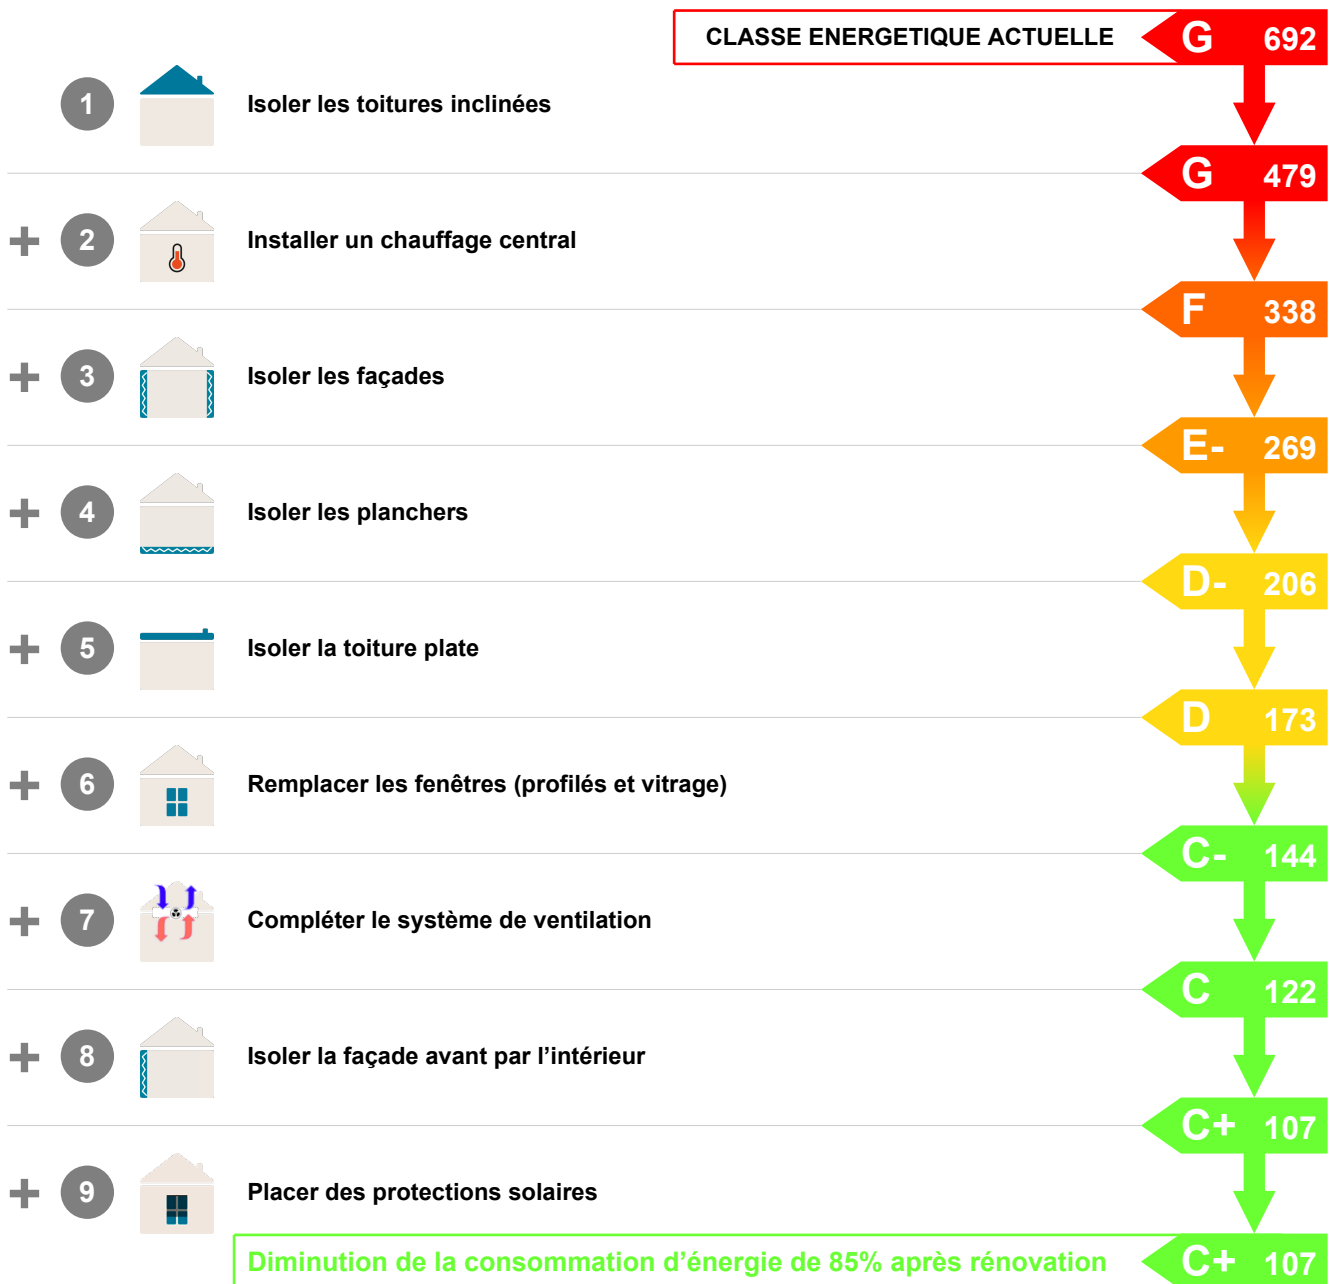 CLASSE ENERGETIQUE ACTUELLE G 692
1 Isoler les toitures inclinées
G 479
+ 2 Installer un chauffage central
F 338
+ 3 Isoler les façades
E- 269
+ 4 Isoler les planchers
D- 206
+ 5 Isoler la toiture plate
D 173
+ 6 Remplacer les fenêtres (profilés et vitrage)
C- 144
+ 7 Compléter le système de ventilation
C 122
+ 8 Isoler la façade avant par l’intérieur
C+ 107
+ 9 Placer des protections solaires
Diminution de la consommation d’énergie de 85% après rénovation C+ 107